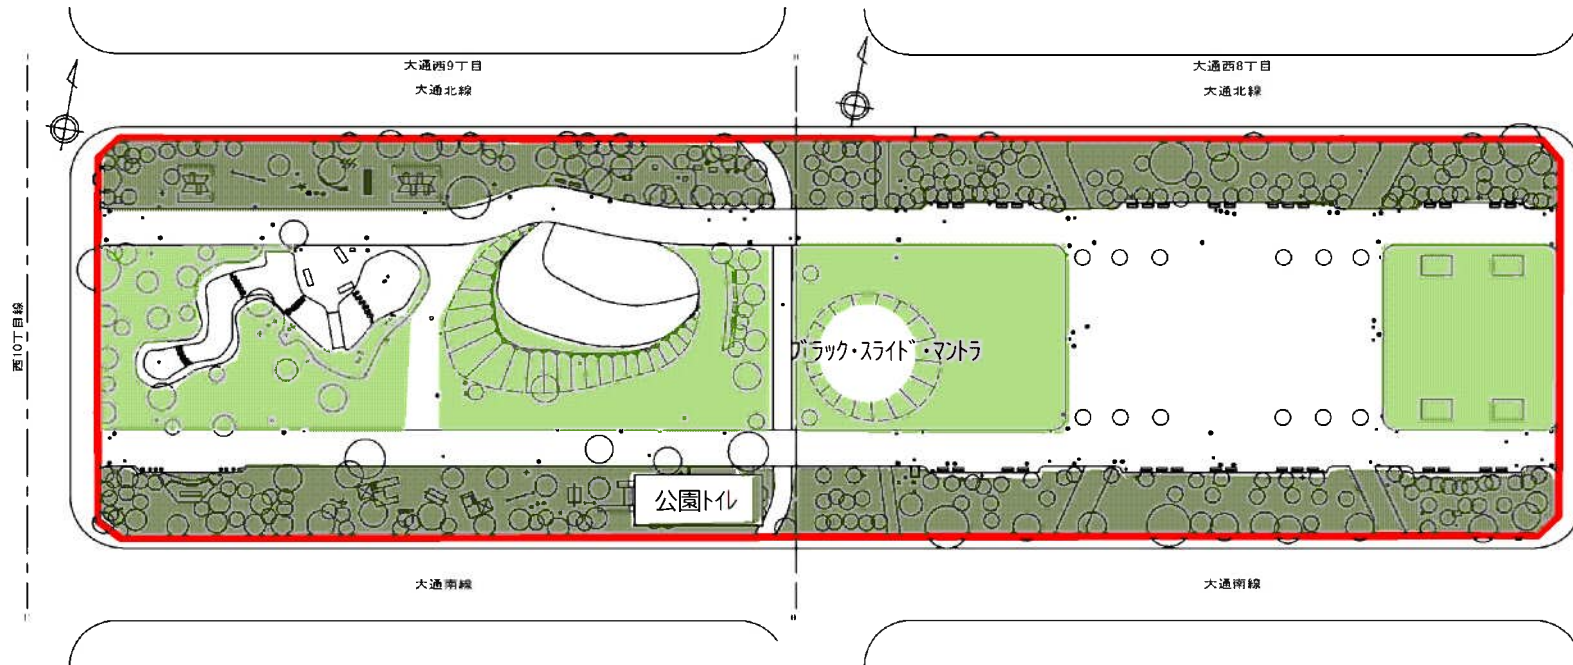 大通西9丁目
大通北線
大通西8丁目
大通北線
西10丁目線
ブラック・スライド・マントラ
公園トイレ
大通南線
大通南線